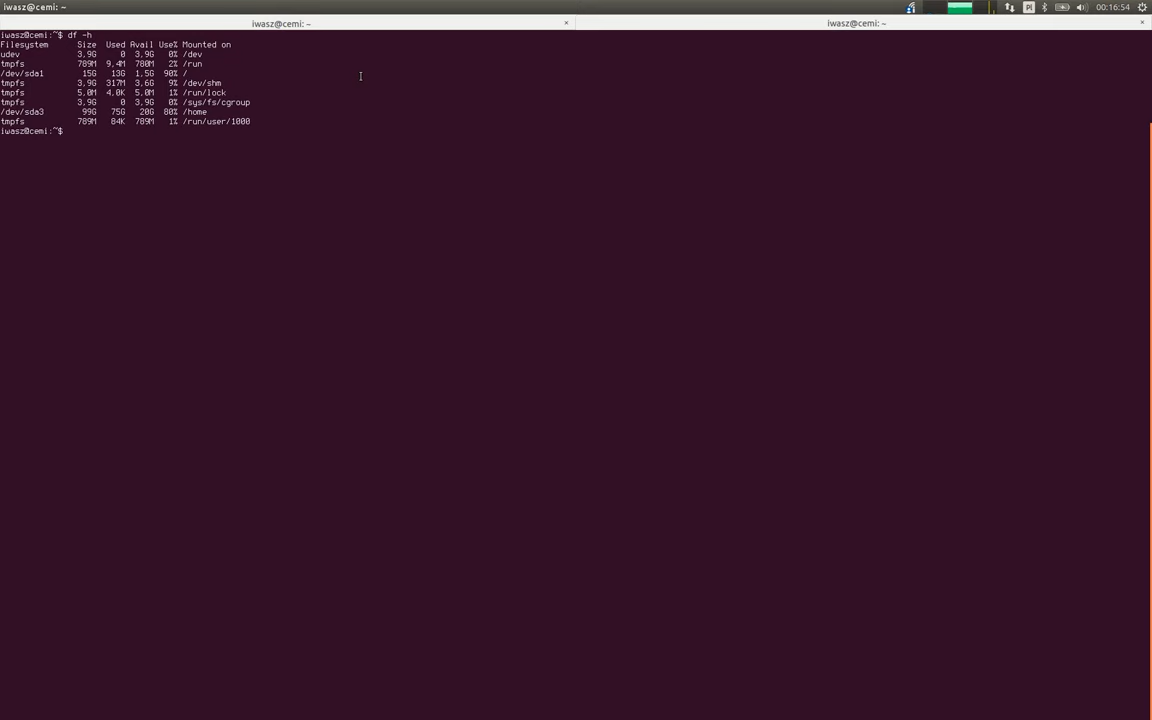 iwasz@cemi: ~
Pl
00:16:54
iwasz@cemi: ~ ×
iwasz@cemi: ~ ×
iwasz@cemi:~$ df -h
Filesystem Size Used Avail Use% Mounted on
udev 3,9G 0 3,9G 0% /dev
tmpfs 789M 9,4M 780M 2% /run
/dev/sda1 15G 13G 1,5G 90% /
tmpfs 3,9G 317M 3,6G 9% /dev/shm
tmpfs 5,0M 4,0K 5,0M 1% /run/lock
tmpfs 3,9G 0 3,9G 0% /sys/fs/cgroup
/dev/sda3 99G 75G 20G 80% /home
tmpfs 789M 84K 789M 1% /run/user/1000
iwasz@cemi:~$